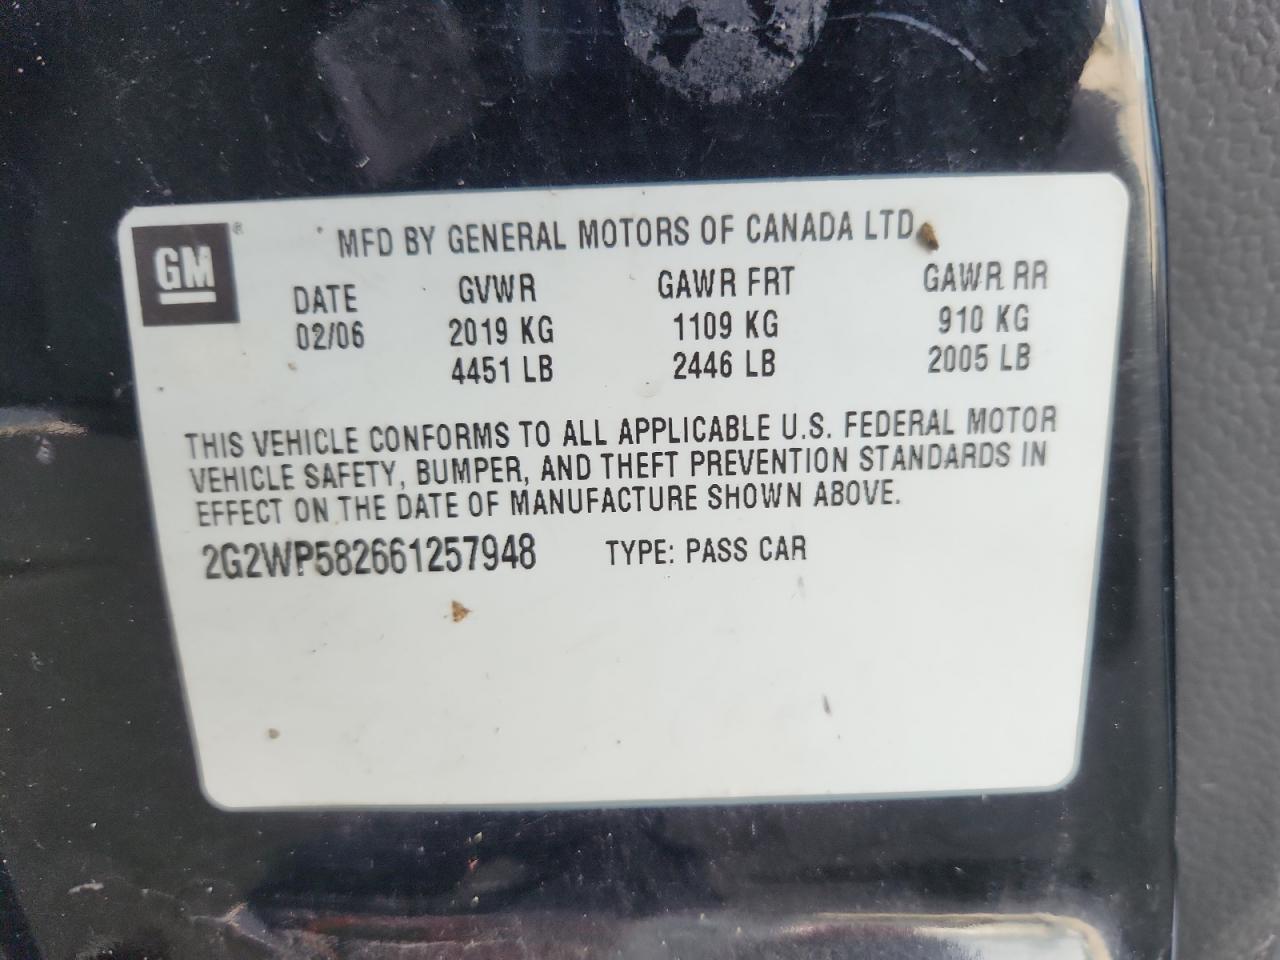 GM®
MFD BY GENERAL MOTORS OF CANADA LTD
DATE GVWR GAWR FRT GAWR RR
02/06 2019 KG 1109 KG 910 KG
4451 LB 2446 LB 2005 LB
THIS VEHICLE CONFORMS TO ALL APPLICABLE U.S. FEDERAL MOTOR
VEHICLE SAFETY, BUMPER, AND THEFT PREVENTION STANDARDS IN
EFFECT ON THE DATE OF MANUFACTURE SHOWN ABOVE.
2G2WP582661257948 TYPE: PASS CAR